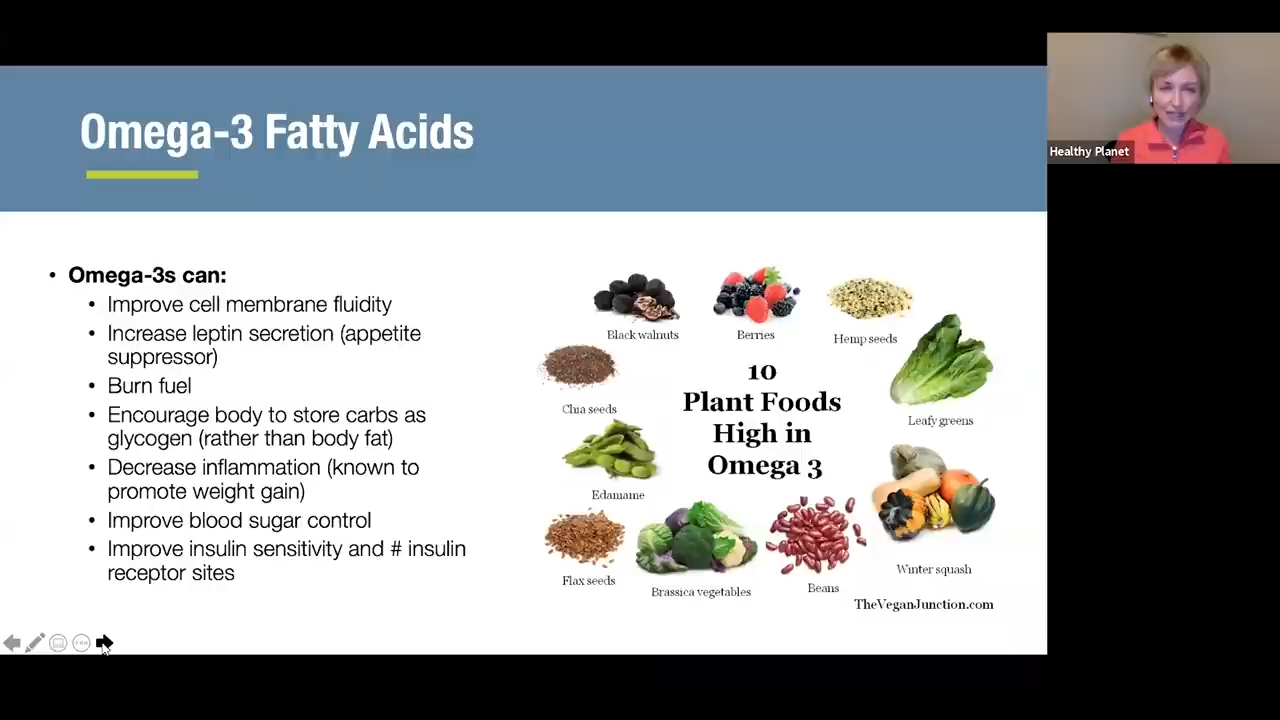 Omega-3 Fatty Acids
Healthy Planet
• Omega-3s can:
• Improve cell membrane fluidity
• Increase leptin secretion (appetite
suppressor)
• Burn fuel
• Encourage body to store carbs as
glycogen (rather than body fat)
• Decrease inflammation (known to
promote weight gain)
• Improve blood sugar control
• Improve insulin sensitivity and # insulin
receptor sites
Black walnuts
Berries
Hemp seeds
10
Plant Foods
High in
Omega 3
Chia seeds
Leafy greens
Edamame
Flax seeds
Brassica vegetables
Beans
Winter squash
TheVeganJunction.com